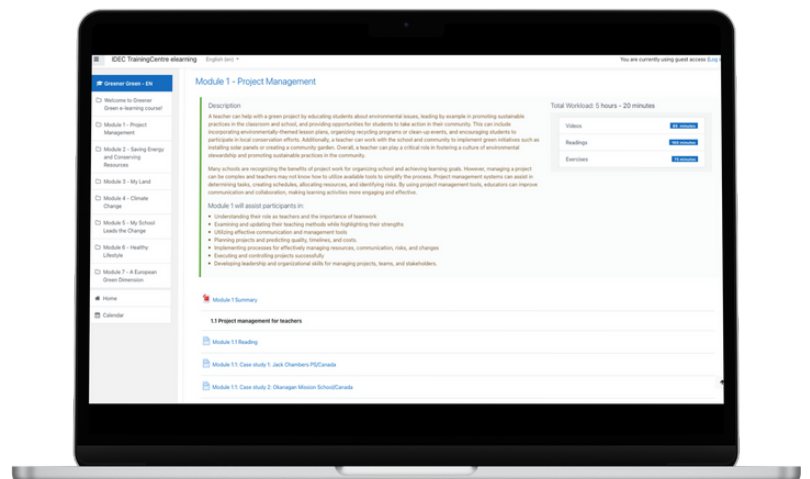 IDEC TrainingCentre elearning
English (en)
You are currently using guest access (Log
Greener Green - EN
Welcome to Greener
Green e-learning course!
Module 1 - Project
Management
Module 2 - Saving Energy
and Conserving
Resources
Module 3 - My Land
Module 4 - Climate
Change
Module 5 - My School
Leads the Change
Module 6 - Healthy
Lifestyle
Module 7 - A European
Green Dimension
Home
Calendar
Module 1 - Project Management
Description
A teacher can help with a green project by educating students about environmental issues, leading by example in promoting sustainable
practices in the classroom and school, and providing opportunities for students to take action in their community. This can include
incorporating environmentally-themed lesson plans, organizing recycling programs or clean-up events, and encouraging students to
participate in local conservation efforts. Additionally, a teacher can work with the school and community to implement green initiatives such as
installing solar panels or creating a community garden. Overall, a teacher can play a critical role in fostering a culture of environmental
stewardship and promoting sustainable practices in the community.
Many schools are recognizing the benefits of project work for organizing school and achieving learning goals. However, managing a project
can be complex and teachers may not know how to utilize available tools to simplify the process. Project management systems can assist in
determining tasks, creating schedules, allocating resources, and identifying risks. By using project management tools, educators can improve
communication and collaboration, making learning activities more engaging and effective.
Module 1 will assist participants in:
Understanding their role as teachers and the importance of teamwork
Examining and updating their teaching methods while highlighting their strengths
Utilizing effective communication and management tools
Planning projects and predicting quality, timelines, and costs.
Implementing processes for effectively managing resources, communication, risks, and changes
Executing and controlling projects successfully
Developing leadership and organizational skills for managing projects, teams, and stakeholders.
Total Workload: 5 hours - 20 minutes
Videos
minutes
Readings
minutes
Exercises
15 minutes
Module 1 Summary
1.1 Project management for teachers
Module 1.1 Reading
Module 1.1: Case study 1: Jack Chambers PS/Canada
Module 1.1: Case study 2: Okanagan Mission School/Canada